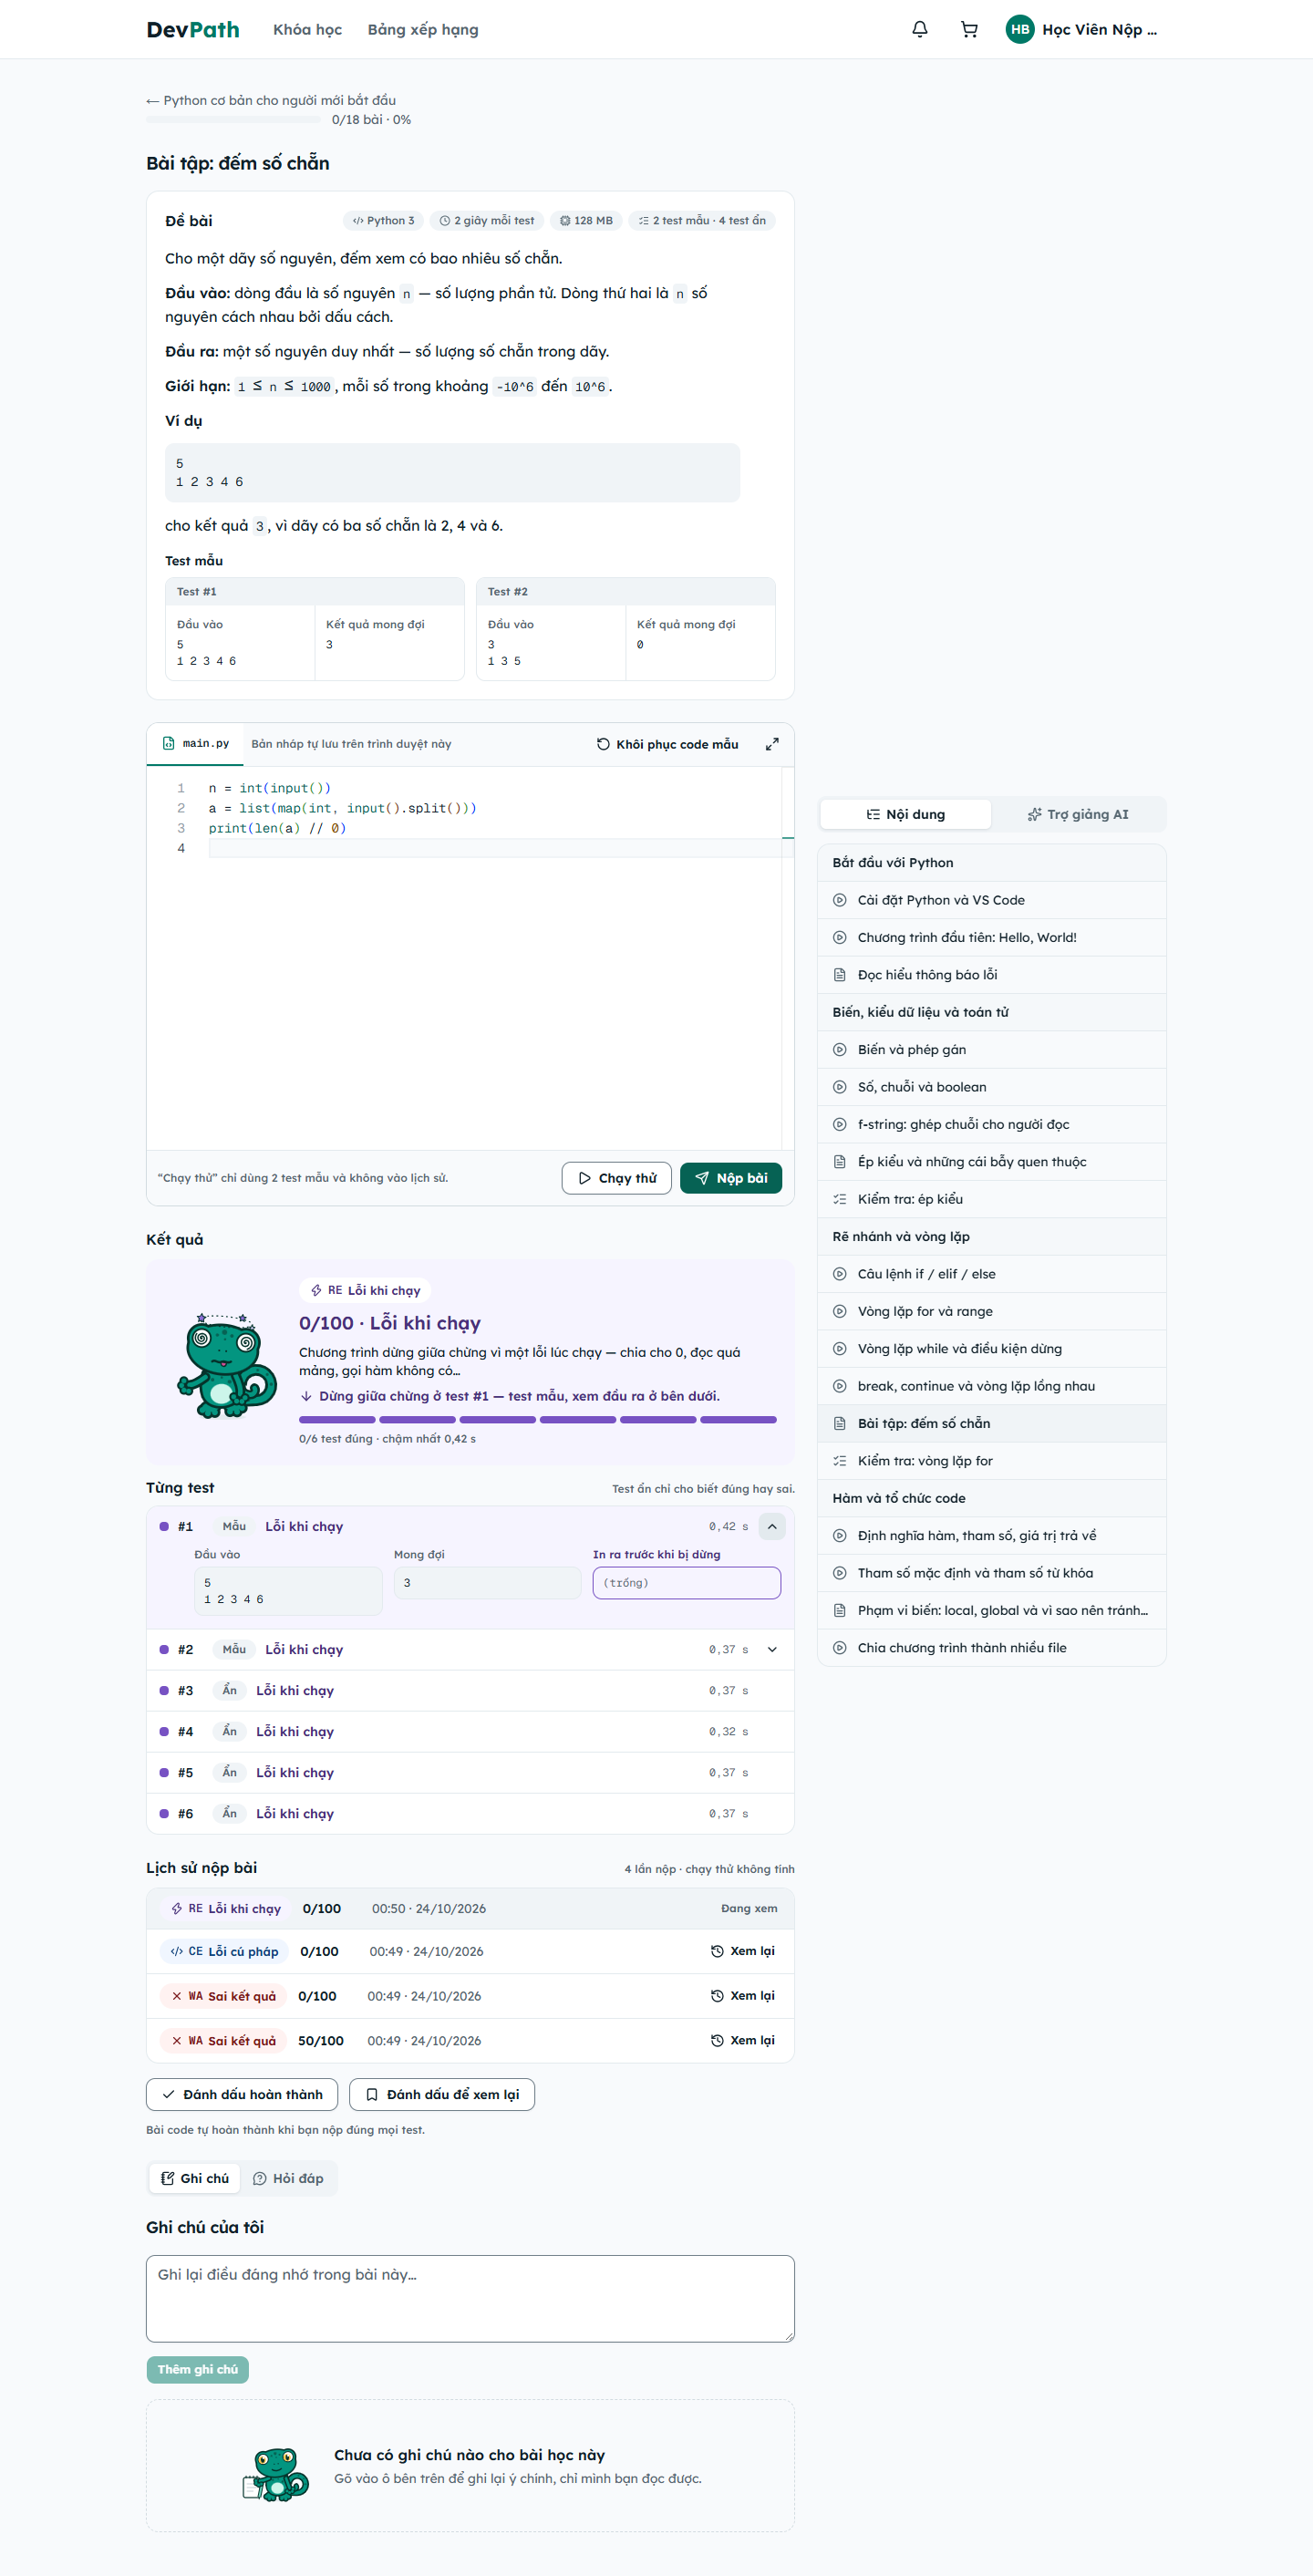 DevPath
Khóa học
Bảng xếp hạng
HB
Học Viên Nộp ...
← Python cơ bản cho người mới bắt đầu
0/18 bài · 0%
Bài tập: đếm số chẵn
Đề bài
Python 3
2 giây mỗi test
128 MB
2 test mẫu · 4 test ẩn
Cho một dãy số nguyên, đếm xem có bao nhiêu số chẵn.
Đầu vào: dòng đầu là số nguyên n — số lượng phần tử. Dòng thứ hai là n số
nguyên cách nhau bởi dấu cách.
Đầu ra: một số nguyên duy nhất — số lượng số chẵn trong dãy.
Giới hạn: 1 ≤ n ≤ 1000, mỗi số trong khoảng -10^6 đến 10^6.
Ví dụ
5
1 2 3 4 6
cho kết quả 3, vì dãy có ba số chẵn là 2, 4 và 6.
Test mẫu
Test #1
Đầu vào
5
1 2 3 4 6
Kết quả mong đợi
3
Test #2
Đầu vào
3
1 3 5
Kết quả mong đợi
0
main.py
Bản nháp tự lưu trên trình duyệt này
Khôi phục code mẫu
1 n = int(input())
2 a = list(map(int, input().split()))
3 print(len(a) // 0)
4
“Chạy thử” chỉ dùng 2 test mẫu và không vào lịch sử.
Chạy thử
Nộp bài
Kết quả
RE Lỗi khi chạy
0/100 · Lỗi khi chạy
Chương trình dừng giữa chừng vì một lỗi lúc chạy — chia cho 0, đọc quá
mảng, gọi hàm không có…
Dừng giữa chừng ở test #1 — test mẫu, xem đầu ra ở bên dưới.
0/6 test đúng · chậm nhất 0,42 s
Từng test
Test ẩn chỉ cho biết đúng hay sai.
#1 Mẫu Lỗi khi chạy 0,42 s
Đầu vào
5
1 2 3 4 6
Mong đợi
3
In ra trước khi bị dừng
(trống)
#2 Mẫu Lỗi khi chạy 0,37 s
#3 Ẩn Lỗi khi chạy 0,37 s
#4 Ẩn Lỗi khi chạy 0,32 s
#5 Ẩn Lỗi khi chạy 0,37 s
#6 Ẩn Lỗi khi chạy 0,37 s
Lịch sử nộp bài
4 lần nộp · chạy thử không tính
RE Lỗi khi chạy 0/100 00:50 · 24/10/2026 Đang xem
CE Lỗi cú pháp 0/100 00:49 · 24/10/2026 Xem lại
WA Sai kết quả 0/100 00:49 · 24/10/2026 Xem lại
WA Sai kết quả 50/100 00:49 · 24/10/2026 Xem lại
Đánh dấu hoàn thành
Đánh dấu để xem lại
Bài code tự hoàn thành khi bạn nộp đúng mọi test.
Ghi chú
Hỏi đáp
Ghi chú của tôi
Ghi lại điều đáng nhớ trong bài này…
Thêm ghi chú
Chưa có ghi chú nào cho bài học này
Gõ vào ô bên trên để ghi lại ý chính, chỉ mình bạn đọc được.
Nội dung
Trợ giảng AI
Bắt đầu với Python
Cài đặt Python và VS Code
Chương trình đầu tiên: Hello, World!
Đọc hiểu thông báo lỗi
Biến, kiểu dữ liệu và toán tử
Biến và phép gán
Số, chuỗi và boolean
f-string: ghép chuỗi cho người đọc
Ép kiểu và những cái bẫy quen thuộc
Kiểm tra: ép kiểu
Rẽ nhánh và vòng lặp
Câu lệnh if / elif / else
Vòng lặp for và range
Vòng lặp while và điều kiện dừng
break, continue và vòng lặp lồng nhau
Bài tập: đếm số chẵn
Kiểm tra: vòng lặp for
Hàm và tổ chức code
Định nghĩa hàm, tham số, giá trị trả về
Tham số mặc định và tham số từ khóa
Phạm vi biến: local, global và vì sao nên tránh…
Chia chương trình thành nhiều file